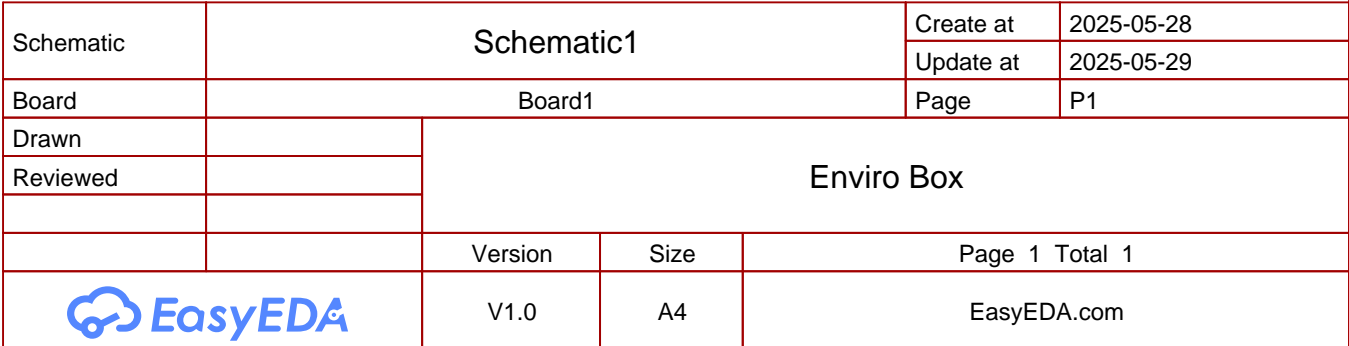 Schematic
Schematic1
Create at
2025-05-28
Update at
2025-05-29
Board
Board1
Page
P1
Drawn
Reviewed
Enviro Box
Version
Size
Page 1 Total 1
EasyEDA
V1.0
A4
EasyEDA.com